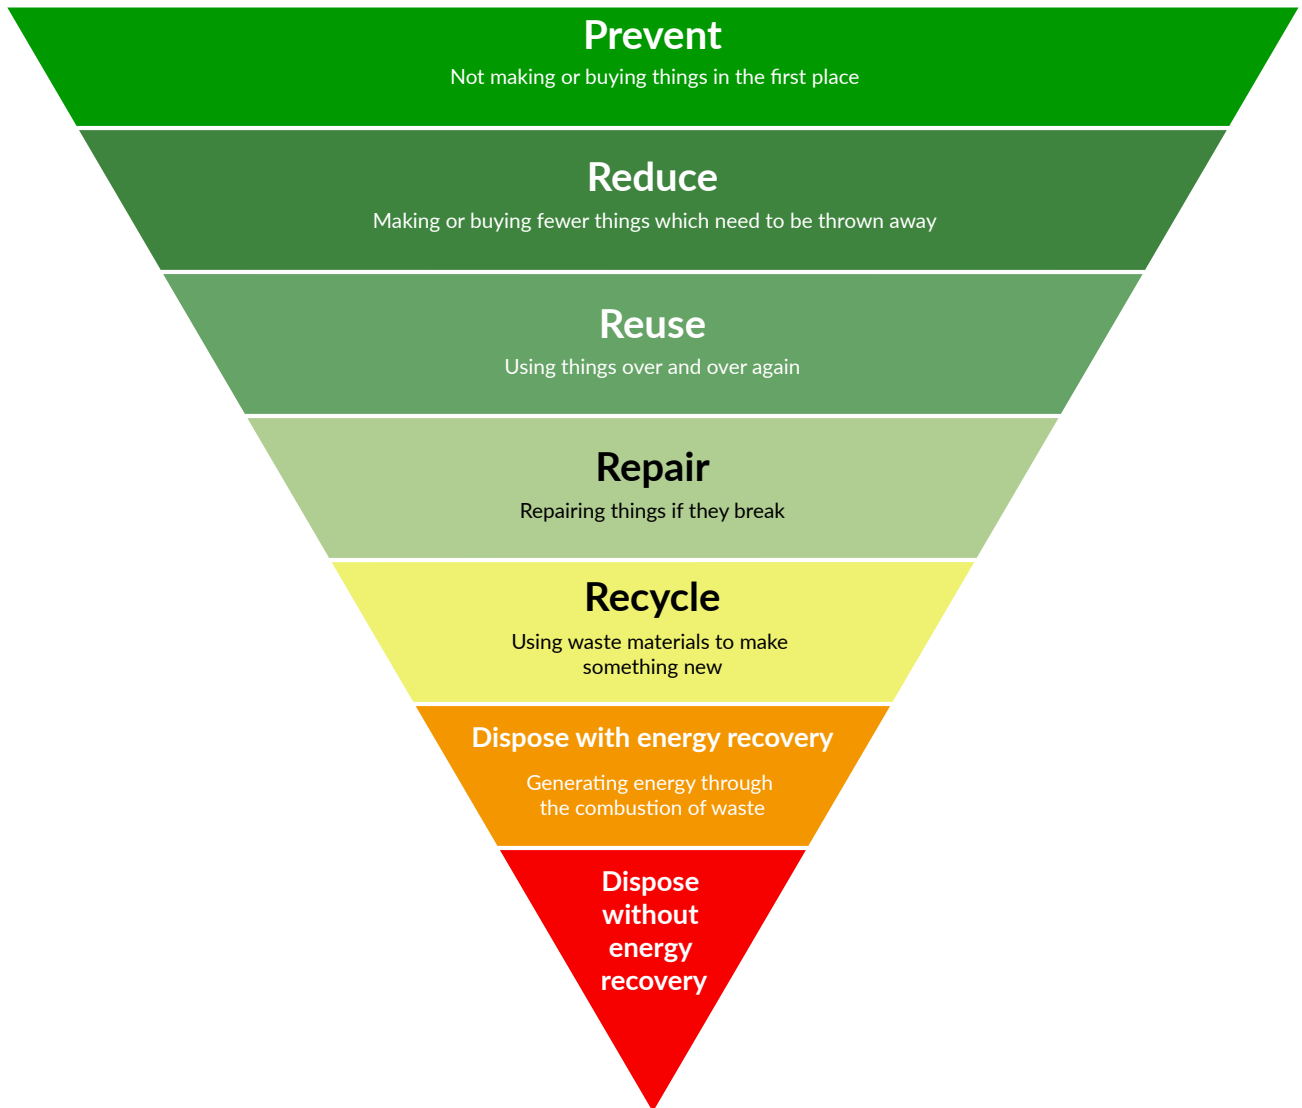 Prevent
Not making or buying things in the first place
Reduce
Making or buying fewer things which need to be thrown away
Reuse
Using things over and over again
Repair
Repairing things if they break
Recycle
Using waste materials to make
something new
Dispose with energy recovery
Generating energy through
the combustion of waste
Dispose
without
energy
recovery